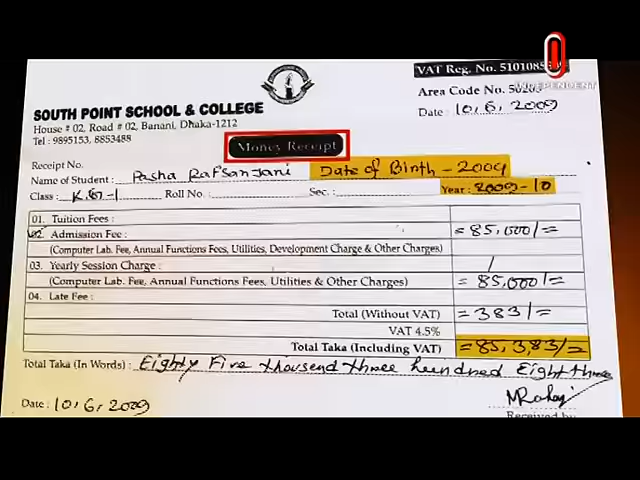 VAT Reg. No. 5101085
INDEPENDENT
SOUTH POINT SCHOOL & COLLEGE
Area Code No.
House # 02, Road # 02, Banani, Dhaka-1212
Date : 10.6.2009
Tel : 9895153, 8853488
Money Receipt
Receipt No.
Name of Student : Pasha Rafsanjani Date of Birth - 2009
Class : K.G-1 Roll No. : Sec. : Year : 2009-10
01. Tuition Fees :
02. Admission Fee : = 85,000/=
(Computer Lab. Fee, Annual Functions Fees, Utilities, Development Charge & Other Charges)
03. Yearly Session Charge :
(Computer Lab. Fee, Annual Functions Fees, Utilities & Other Charges) = 85,000/=
04. Late Fee :
Total (Without VAT) = 383/=
VAT 4.5%
Total Taka (Including VAT) = 85,383/=
Total Taka (In Words) : Eighty Five thousend three hundred Eight three
Date : 10.6.2009
Received by